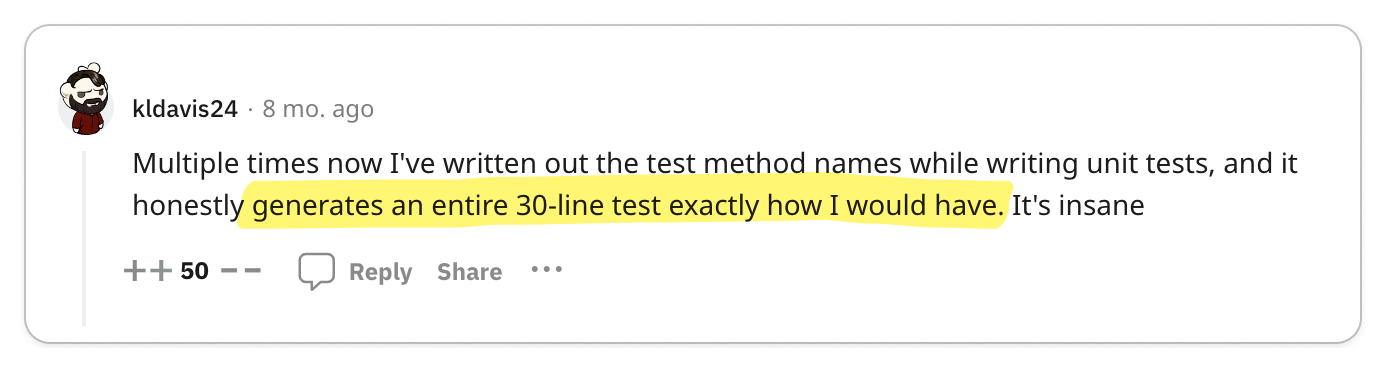 kldavis24 · 8 mo. ago
Multiple times now I've written out the test method names while writing unit tests, and it
honestly generates an entire 30-line test exactly how I would have. It's insane
++ 50 -- Reply Share ···